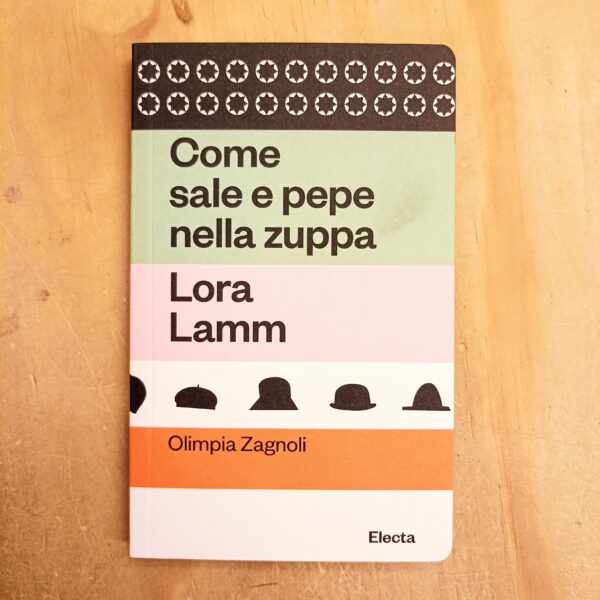 Come
sale e pepe
nella zuppa
Lora
Lamm
Olimpia Zagnoli
Electa